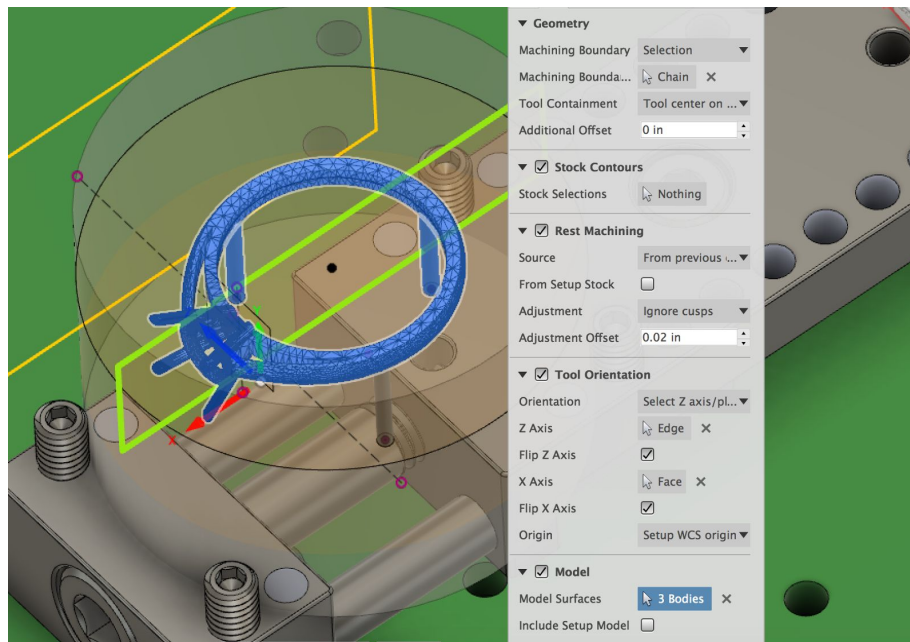 Geometry
Machining Boundary Selection
Machining Bounda... Chain
Tool Containment Tool center on ...
Additional Offset 0 in
Stock Contours
Stock Selections Nothing
Rest Machining
Source From previous ...
From Setup Stock
Adjustment Ignore cusps
Adjustment Offset 0.02 in
Tool Orientation
Orientation Select Z axis/pl...
Z Axis Edge
Flip Z Axis
X Axis Face
Flip X Axis
Origin Setup WCS origin
Model
Model Surfaces 3 Bodies
Include Setup Model
X